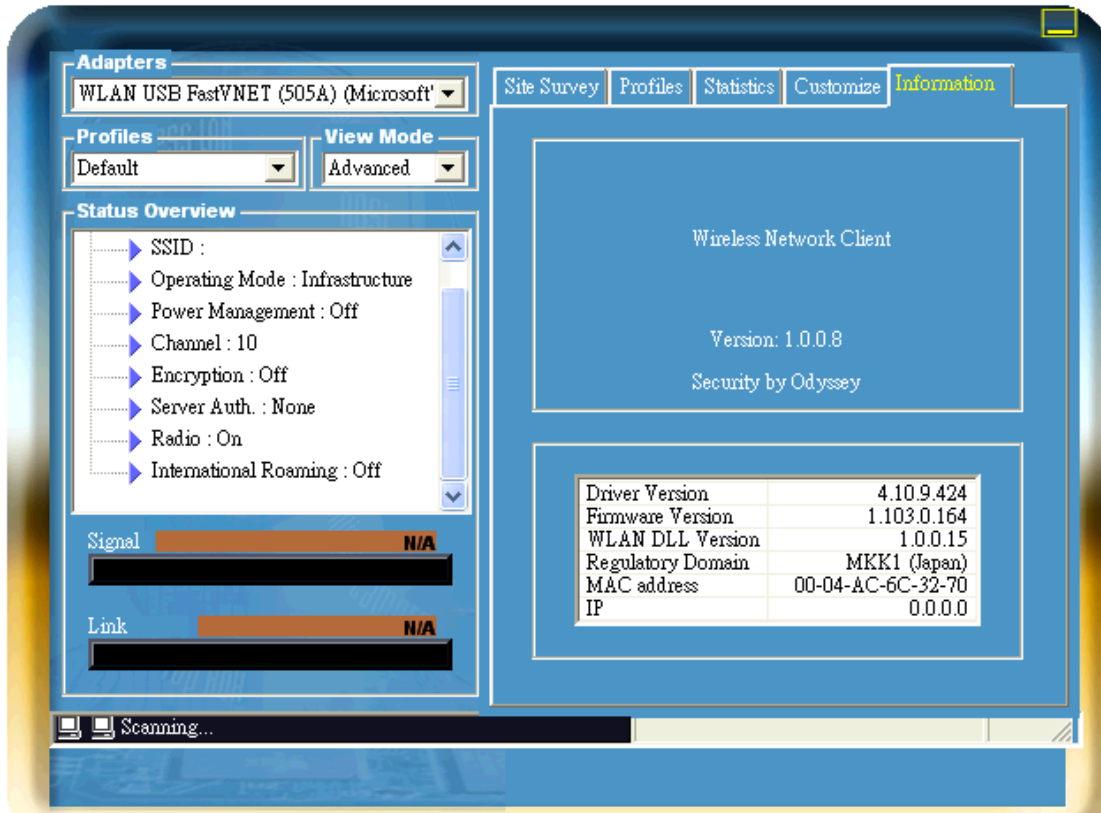 Adapters
WLAN USB FastVNET (505A) (Microsoft'
Profiles
Default
View Mode
Advanced
Status Overview
SSID :
Operating Mode : Infrastructure
Power Management : Off
Channel : 10
Encryption : Off
Server Auth. : None
Radio : On
International Roaming : Off
Signal N/A
Link N/A
Site Survey Profiles Statistics Customize Information
Wireless Network Client
Version: 1.0.0.8
Security by Odyssey
Driver Version 4.10.9.424
Firmware Version 1.103.0.164
WLAN DLL Version 1.0.0.15
Regulatory Domain MKK1 (Japan)
MAC address 00-04-AC-6C-32-70
IP 0.0.0.0
Scanning...